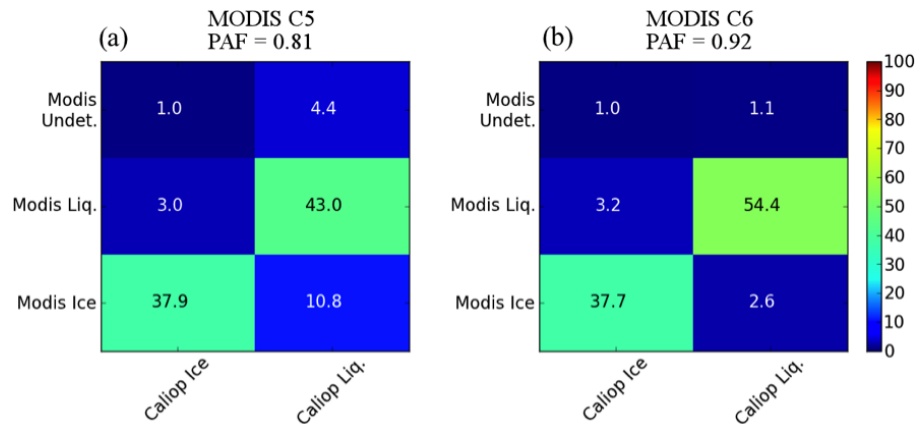 (a) MODIS C5
PAF = 0.81
Modis
Undet.
1.0 4.4
Modis Liq. 3.0 43.0
Modis Ice 37.9 10.8
Caliop Ice Caliop Liq.
(b) MODIS C6
PAF = 0.92
Modis
Undet.
1.0 1.1
Modis Liq. 3.2 54.4
Modis Ice 37.7 2.6
Caliop Ice Caliop Liq.
100
90
80
70
60
50
40
30
20
10
0